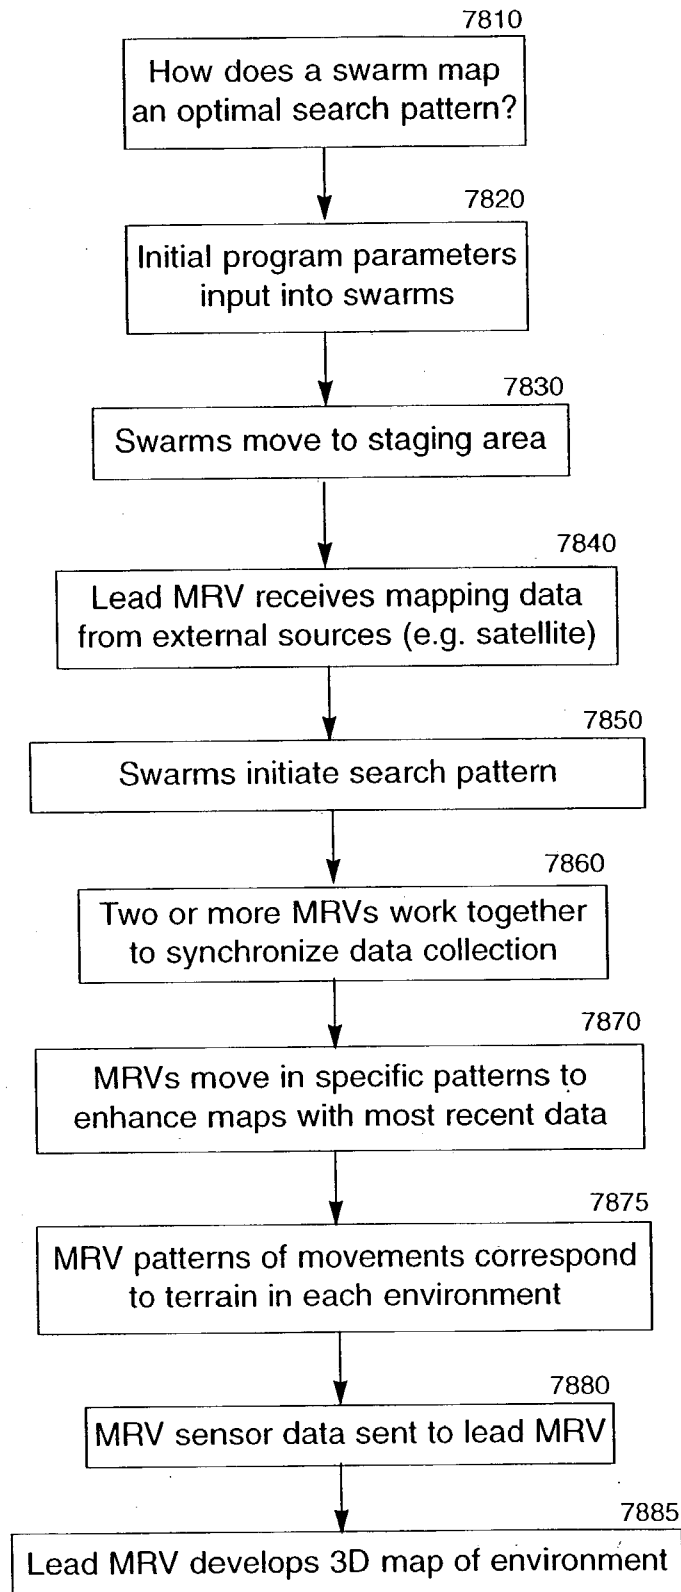 7810
How does a swarm map
an optimal search pattern?
7820
Initial program parameters
input into swarms
7830
Swarms move to staging area
7840
Lead MRV receives mapping data
from external sources (e.g. satellite)
7850
Swarms initiate search pattern
7860
Two or more MRVs work together
to synchronize data collection
7870
MRVs move in specific patterns to
enhance maps with most recent data
7875
MRV patterns of movements correspond
to terrain in each environment
7880
MRV sensor data sent to lead MRV
7885
Lead MRV develops 3D map of environment